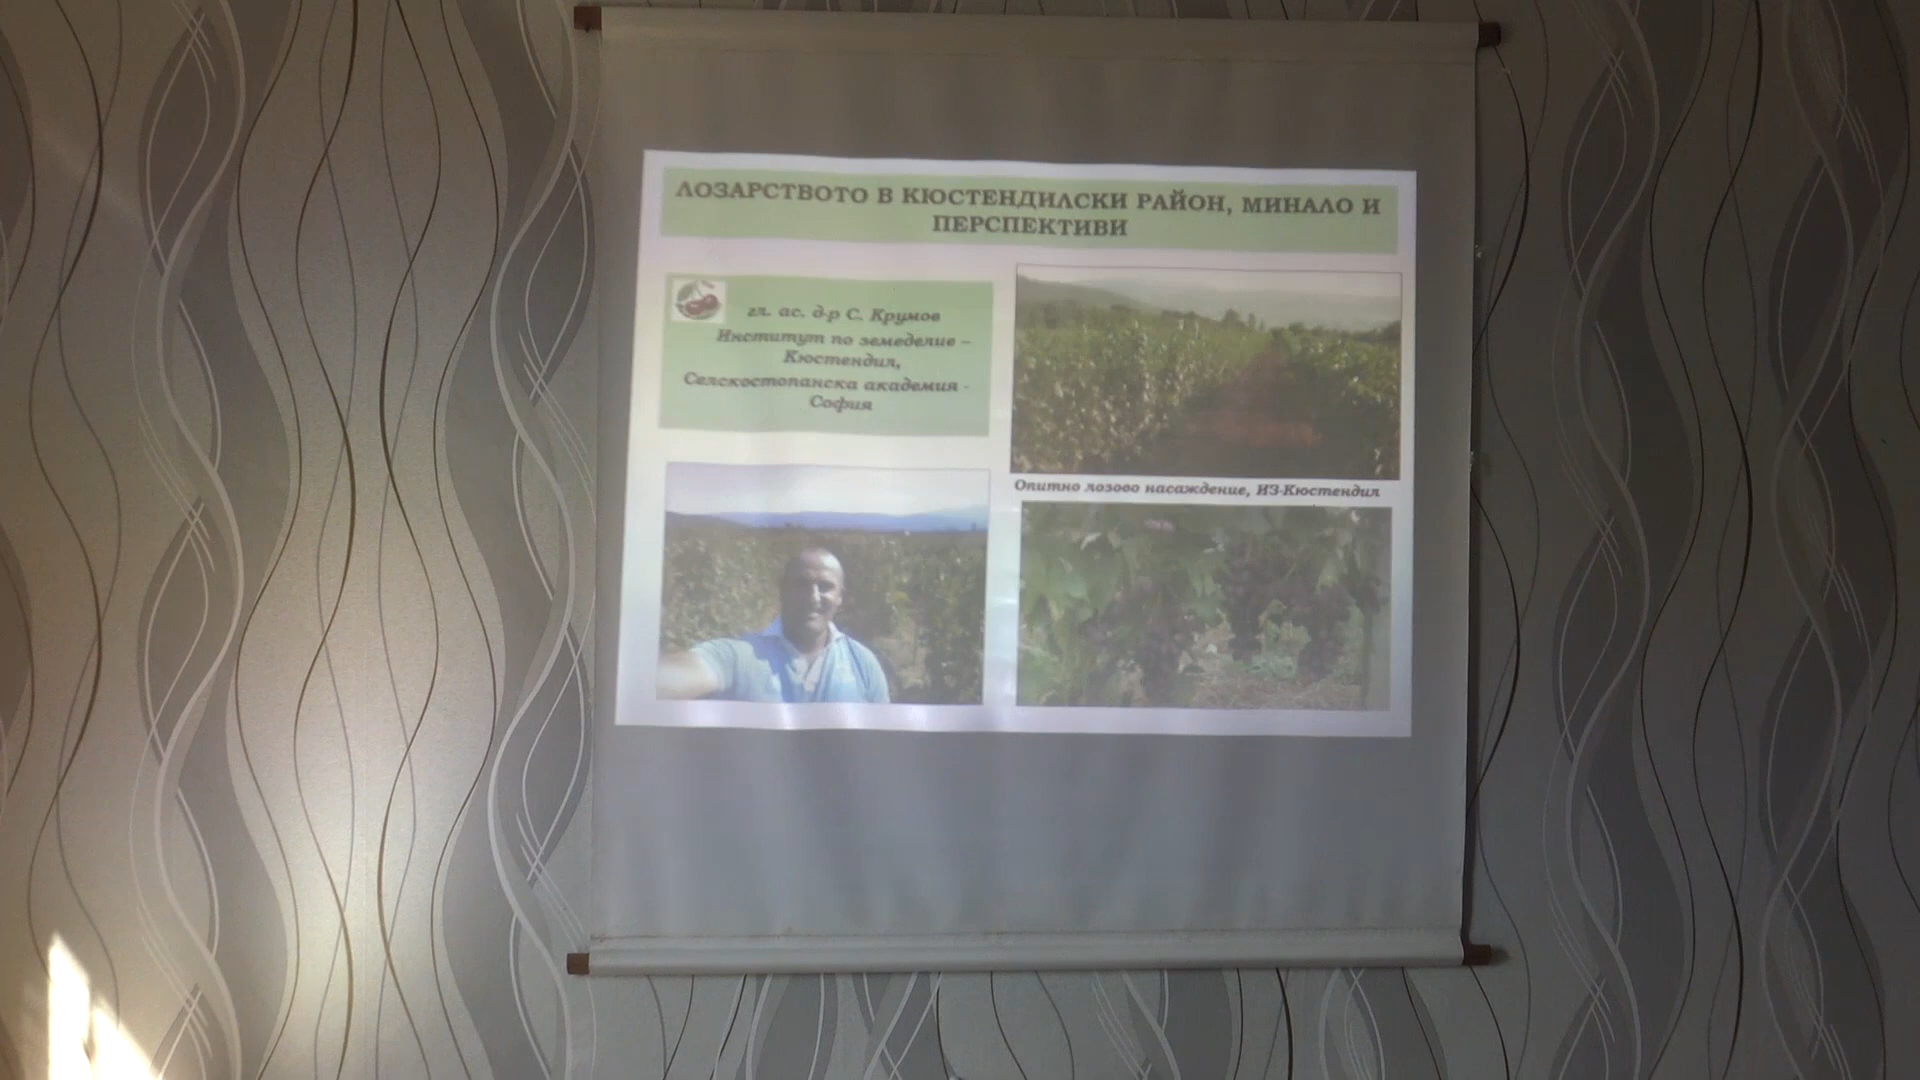 ЛОЗАРСТВОТО В КЮСТЕНДИЛСКИ РАЙОН, МИНАЛО И
ПЕРСПЕКТИВИ
гл. ас. д-р С. Крумов
Институт по земеделие –
Кюстендил,
Селскостопанска академия -
София
Опитно лозово насаждение, ИЗ-Кюстендил